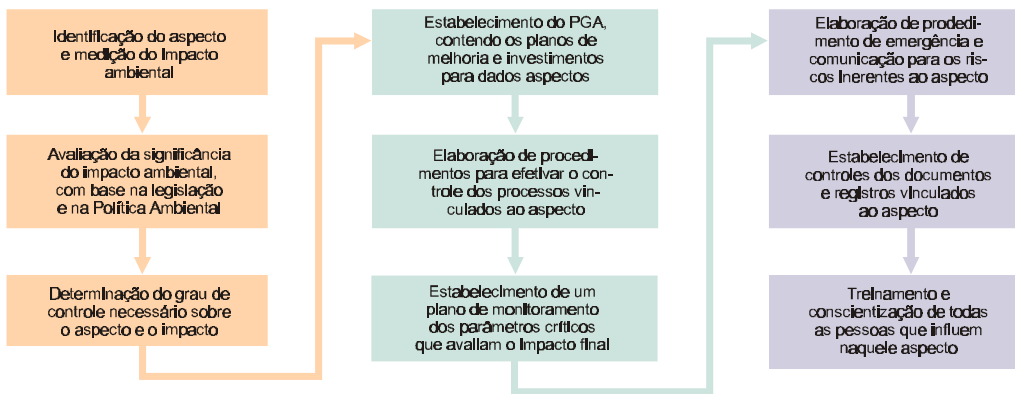 Identificação do aspecto
e medição do impacto
ambiental
Avaliação da significância
do impacto ambiental,
com base na legislação
e na Política Ambiental
Determinação do grau de
controle necessário sobre
o aspecto e o impacto
Estabelecimento do PGA,
contendo os planos de
melhoria e investimentos
para dados aspectos
Elaboração de procedi-
mentos para efetivar o con-
trole dos processos vin-
culados ao aspecto
Estabelecimento de um
plano de monitoramento
dos parâmetros críticos
que avaliam o impacto final
Elaboração de prodedi-
mento de emergência e
comunicação para os ris-
cos inerentes ao aspecto
Estabelecimento de
controles dos documentos
e registros vinculados
ao aspecto
Treinamento e
conscientização de todas
as pessoas que influem
naquele aspecto